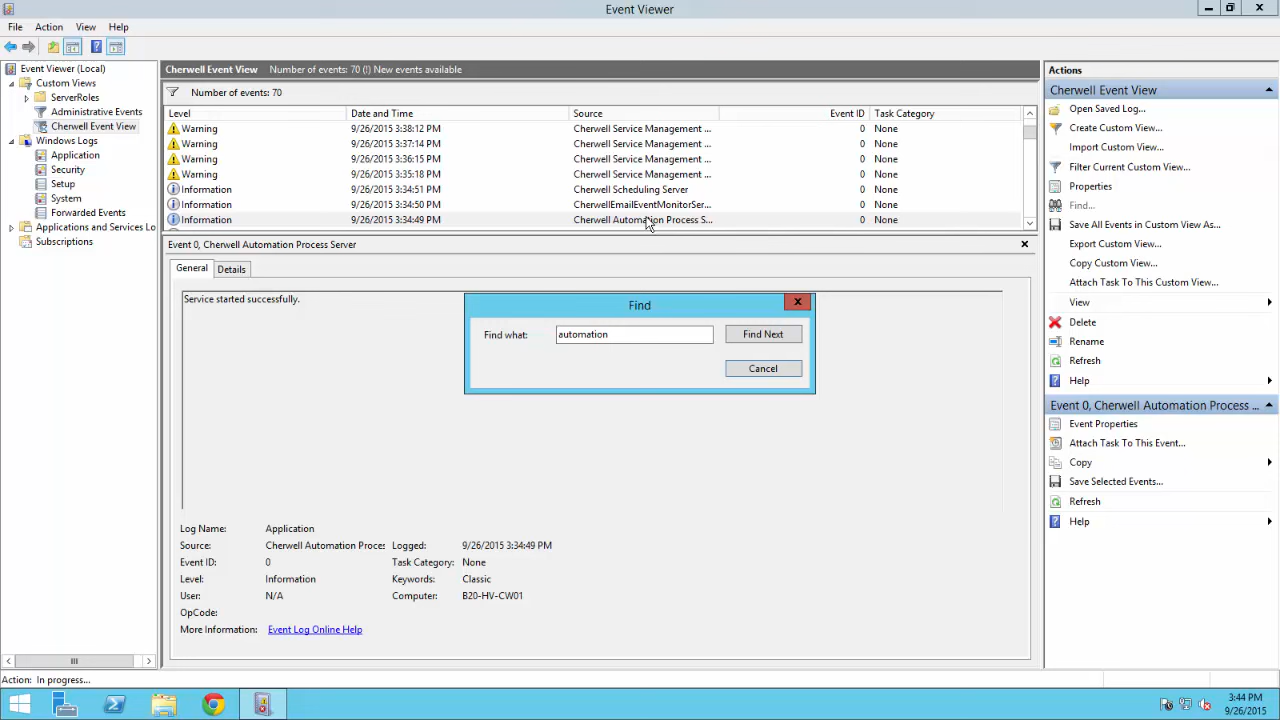 Event Viewer
File Action View Help
Event Viewer (Local)
Custom Views
ServerRoles
Administrative Events
Cherwell Event View
Windows Logs
Application
Security
Setup
System
Forwarded Events
Applications and Services Lo
Subscriptions
Cherwell Event View Number of events: 70 (!) New events available
Number of events: 70
Level Date and Time Source Event ID Task Category
Warning 9/26/2015 3:38:12 PM Cherwell Service Management ... 0 None
Warning 9/26/2015 3:37:14 PM Cherwell Service Management ... 0 None
Warning 9/26/2015 3:36:15 PM Cherwell Service Management ... 0 None
Warning 9/26/2015 3:35:18 PM Cherwell Service Management ... 0 None
Information 9/26/2015 3:34:51 PM Cherwell Scheduling Server 0 None
Information 9/26/2015 3:34:50 PM CherwellEmailEventMonitorSer... 0 None
Information 9/26/2015 3:34:49 PM Cherwell Automation Process S... 0 None
Event 0, Cherwell Automation Process Server
General Details
Service started successfully.
Find
Find what: automation Find Next
Cancel
Log Name: Application
Source: Cherwell Automation Proces Logged: 9/26/2015 3:34:49 PM
Event ID: 0 Task Category: None
Level: Information Keywords: Classic
User: N/A Computer: B20-HV-CW01
OpCode:
More Information: Event Log Online Help
Actions
Cherwell Event View
Open Saved Log...
Create Custom View...
Import Custom View...
Filter Current Custom View...
Properties
Find...
Save All Events in Custom View As...
Export Custom View...
Copy Custom View...
Attach Task To This Custom View...
View
Delete
Rename
Refresh
Help
Event 0, Cherwell Automation Process ...
Event Properties
Attach Task To This Event...
Copy
Save Selected Events...
Refresh
Help
Action: In progress...
3:44 PM
9/26/2015